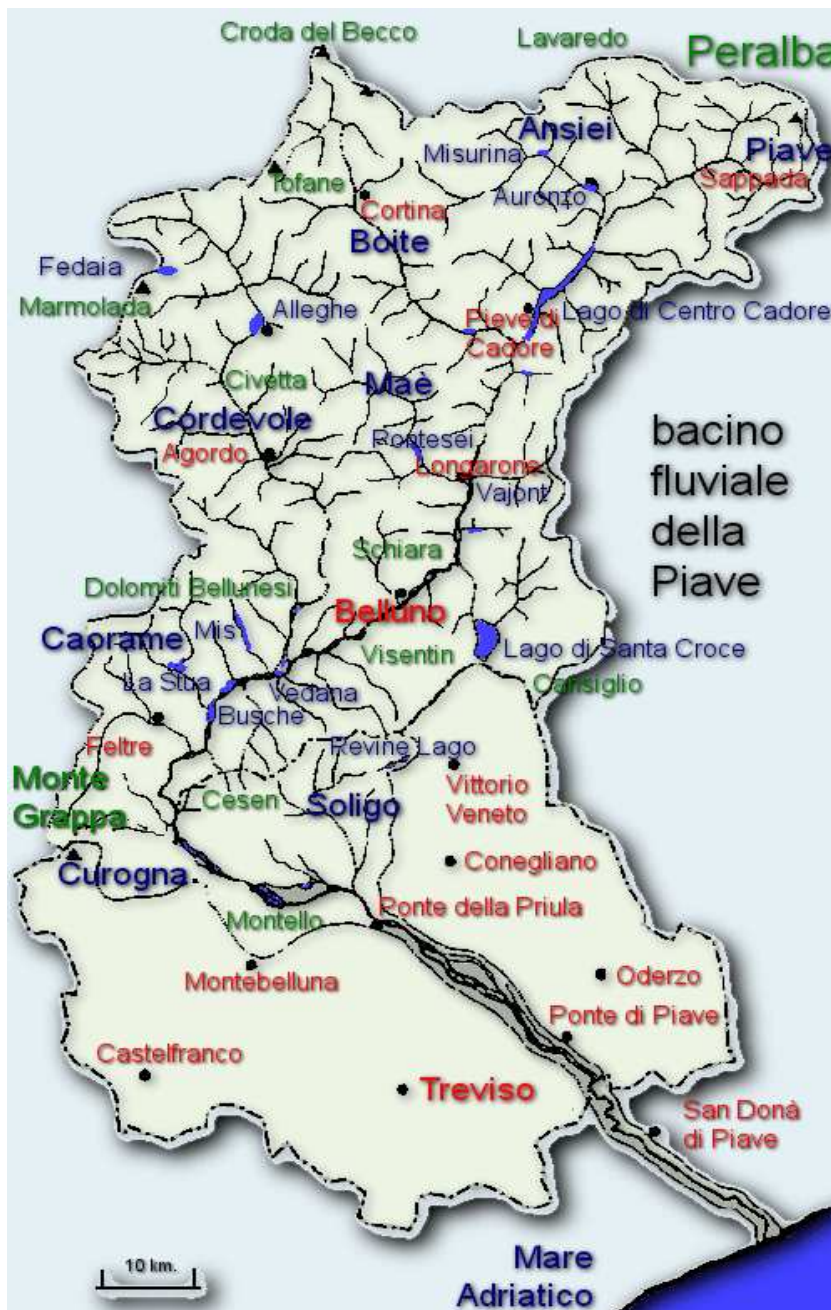 Croda del Becco
Lavaredo
Peralba
Ansiei
Misurina
Piave
Tofane
Auronzo
Sappada
Cortina
Boite
Fedaia
Marmolada
Alleghe
Lago di Centro Cadore
Pieve di
Cadore
Civetta
Maè
Cordevole
Agordo
Pontesei
Longarone
Vajont
bacino
fluviale
della
Piave
Schiara
Dolomiti Bellunesi
Belluno
Caorame
Mis
Visentin
Lago di Santa Croce
La Stua
Vedana
Cansiglio
Busche
Feltre
Revine Lago
Monte
Grappa
Cesen
Soligo
Vittorio
Veneto
Curogna
Conegliano
Montello
Ponte della Priula
Montebelluna
Oderzo
Ponte di Piave
Castelfranco
Treviso
San Donà
di Piave
10 km.
Mare
Adriatico